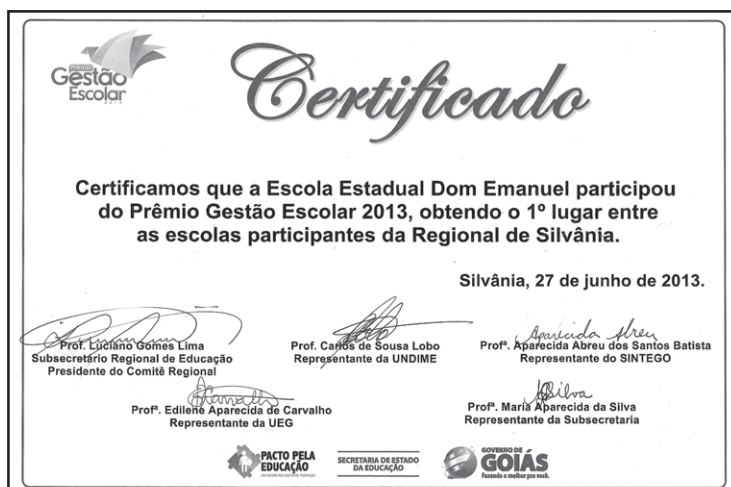 PRÊMIO
Gestão
Escolar
2013
Certificado
Certificamos que a Escola Estadual Dom Emanuel participou
do Prêmio Gestão Escolar 2013, obtendo o 1º lugar entre
as escolas participantes da Regional de Silvânia.
Silvânia, 27 de junho de 2013.
Prof. Luciano Gomes Lima
Subsecretário Regional de Educação
Presidente do Comitê Regional
Prof. Carlos de Sousa Lobo
Representante da UNDIME
Aparecida Abreu
Profª. Aparecida Abreu dos Santos Batista
Representante do SINTEGO
Carvalho
Profª. Edilene Aparecida de Carvalho
Representante da UEG
Silva
Profª. Maria Aparecida da Silva
Representante da Subsecretaria
PACTO PELA
EDUCAÇÃO
SECRETARIA DE ESTADO
DA EDUCAÇÃO
GOVERNO DE
GOIÁS
Fazendo o melhor pra você.